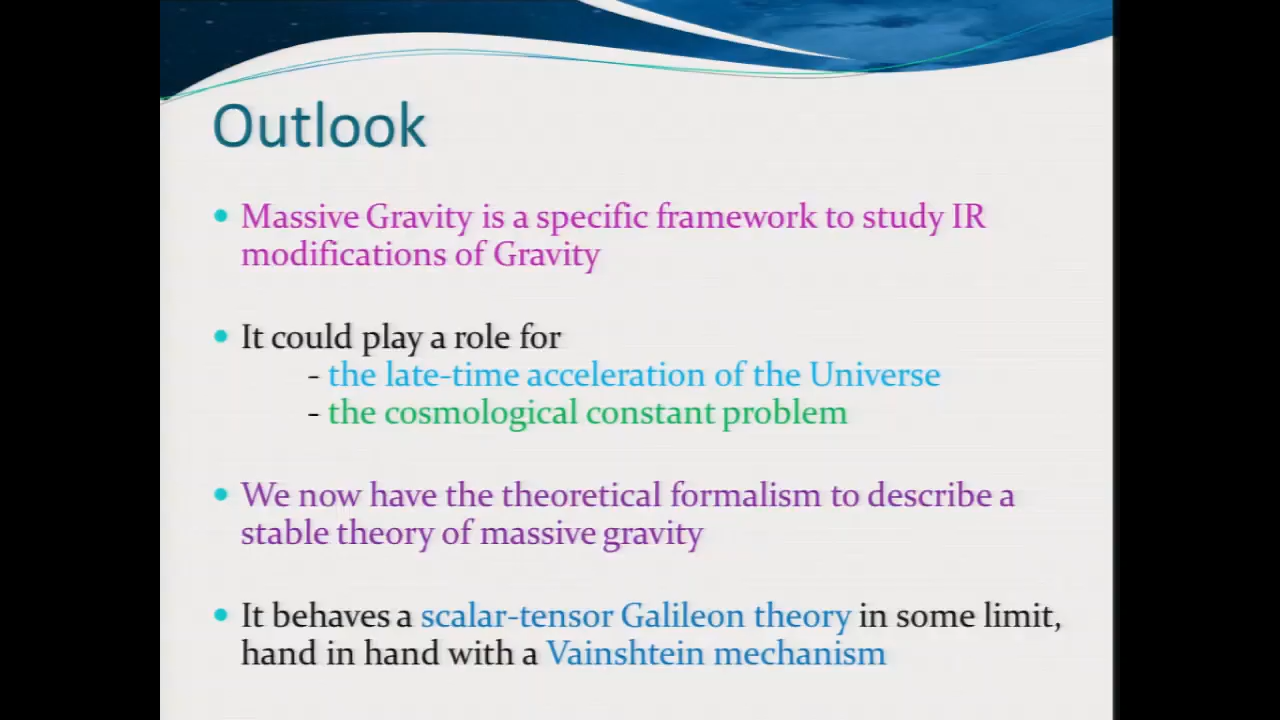 Outlook
Massive Gravity is a specific framework to study IR
modifications of Gravity
It could play a role for
- the late-time acceleration of the Universe
- the cosmological constant problem
We now have the theoretical formalism to describe a
stable theory of massive gravity
It behaves a scalar-tensor Galileon theory in some limit,
hand in hand with a Vainshtein mechanism